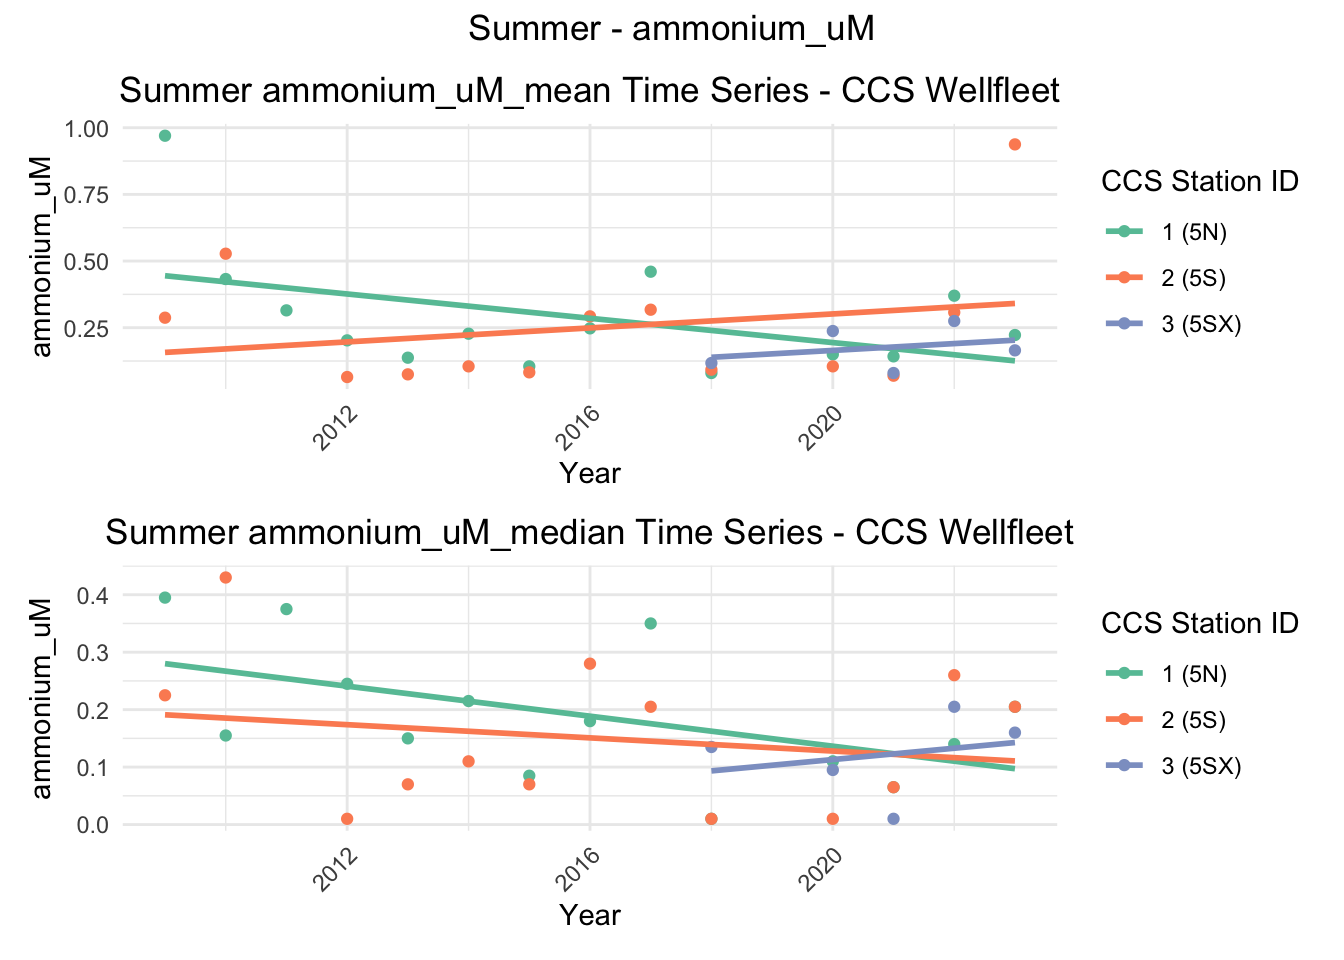 Summer - ammonium_uM
Summer ammonium_uM_mean Time Series - CCS Wellfleet
ammonium_uM
1.00
0.75
0.50
0.25
2012
2016
2020
Year
CCS Station ID
1 (5N)
2 (5S)
3 (5SX)
Summer ammonium_uM_median Time Series - CCS Wellfleet
ammonium_uM
0.4
0.3
0.2
0.1
0.0
2012
2016
2020
Year
CCS Station ID
1 (5N)
2 (5S)
3 (5SX)